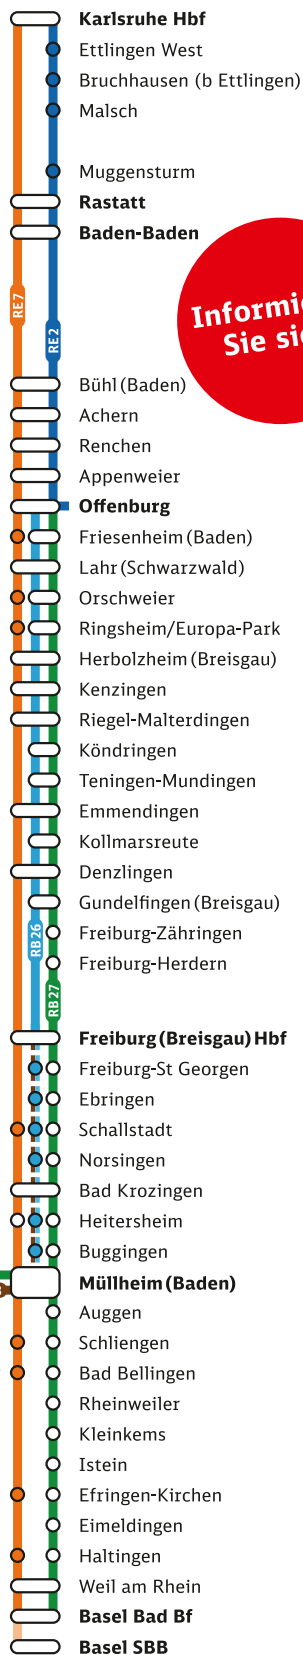 Karlsruhe Hbf
Ettlingen West
Bruchhausen (b Ettlingen)
Malsch
Muggensturm
Rastatt
Baden-Baden
RE 7
RE 2
Sie
Bühl (Baden)
Achern
Renchen
Appenweier
Offenburg
Friesenheim (Baden)
Lahr (Schwarzwald)
Orschweier
Ringsheim/Europa-Park
Herbolzheim (Breisgau)
Kenzingen
Riegel-Malterdingen
Köndringen
Teningen-Mundingen
Emmendingen
Kollmarsreute
Denzlingen
Gundelfingen (Breisgau)
RB 26
Freiburg-Zähringen
Freiburg-Herdern
RB 27
Freiburg (Breisgau) Hbf
Freiburg-St Georgen
Ebringen
Schallstadt
Norsingen
Bad Krozingen
Heitersheim
Buggingen
Müllheim (Baden)
Auggen
Schliengen
Bad Bellingen
Rheinweiler
Kleinkems
Istein
Efringen-Kirchen
Eimeldingen
Haltingen
Weil am Rhein
Basel Bad Bf
Basel SBB